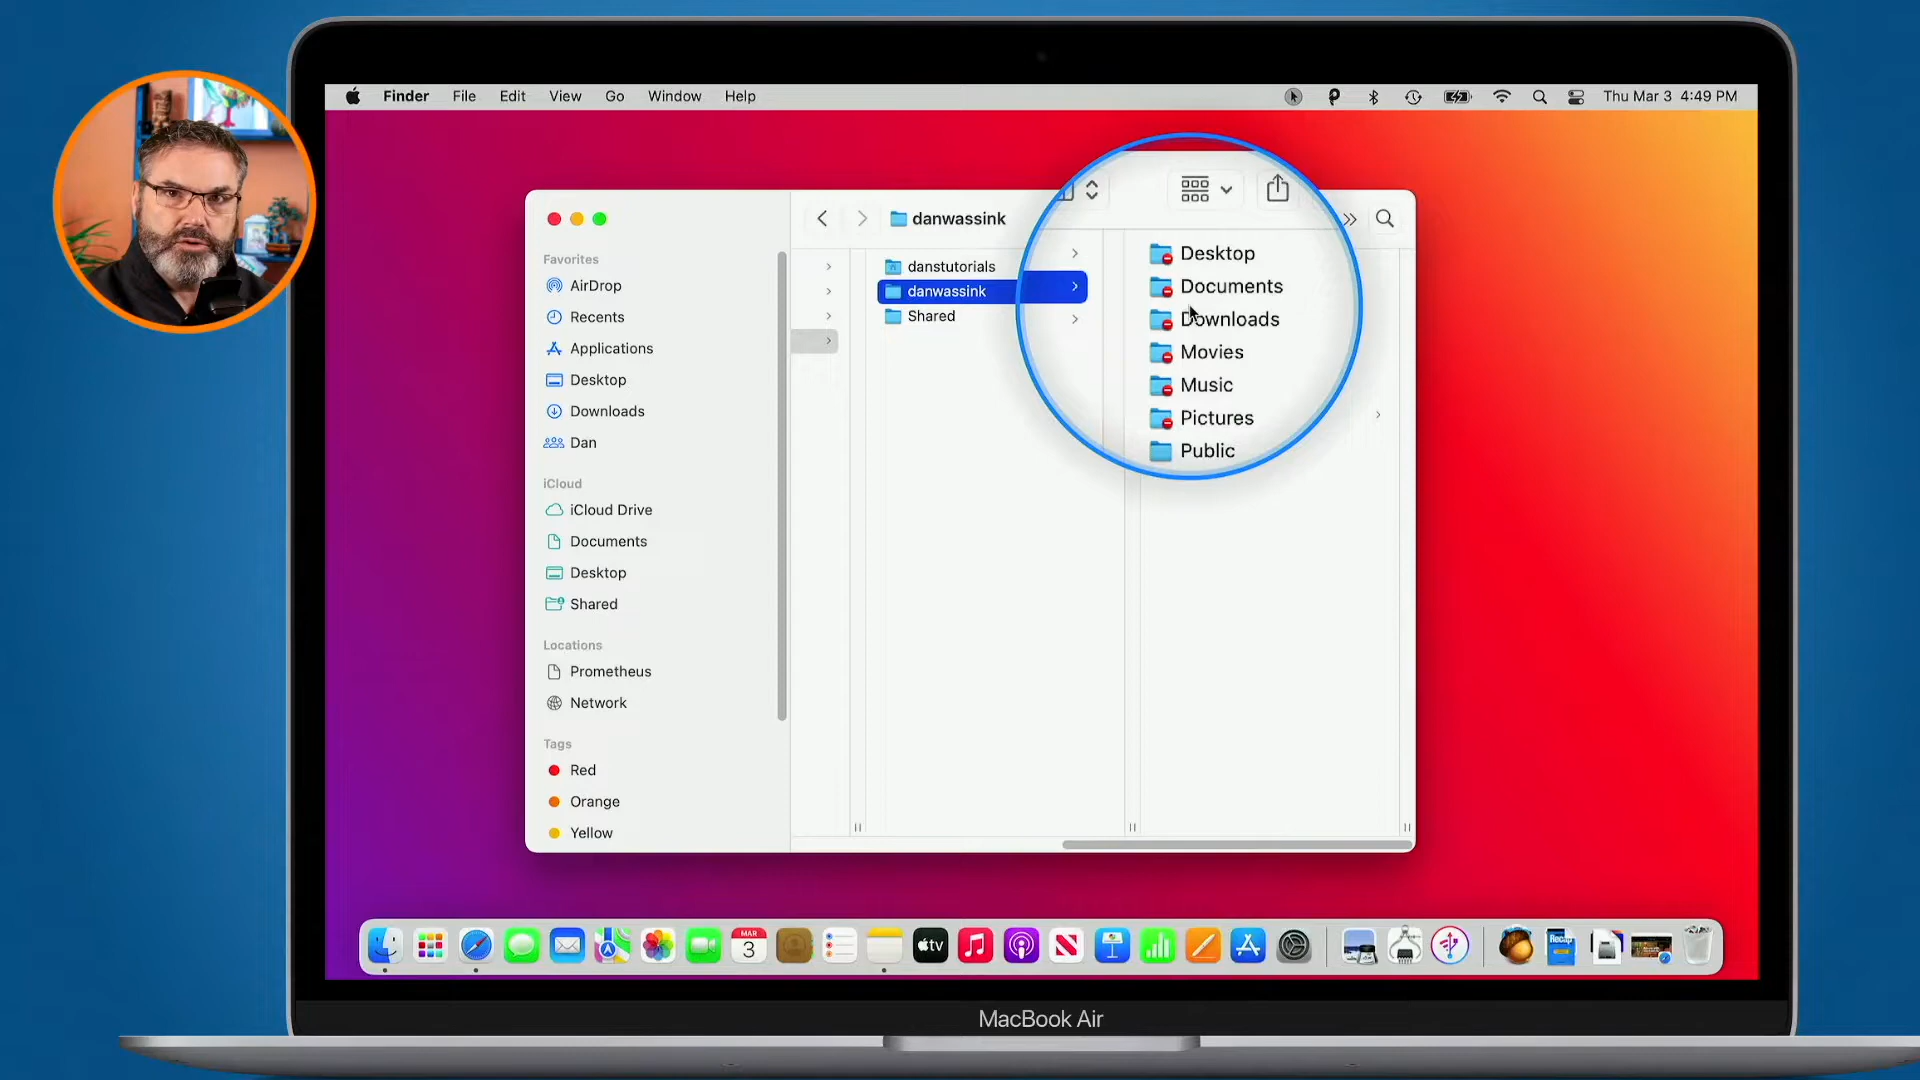 Finder File Edit View Go Window Help Thu Mar 3 4:49 PM
danwassink
Favorites
AirDrop
Recents
Applications
Desktop
Downloads
Dan
iCloud
iCloud Drive
Documents
Desktop
Shared
Locations
Prometheus
Network
Tags
Red
Orange
Yellow
danstutorials
danwassink
Shared
Desktop
Documents
Downloads
Movies
Music
Pictures
Public
MAR
3
tv
Recap
MacBook Air